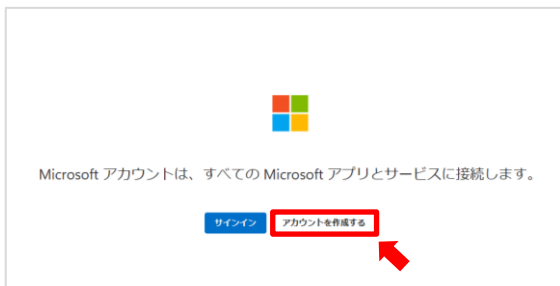 Microsoft アカウントは、すべての Microsoft アプリとサービスに接続します。
サインイン
アカウントを作成する